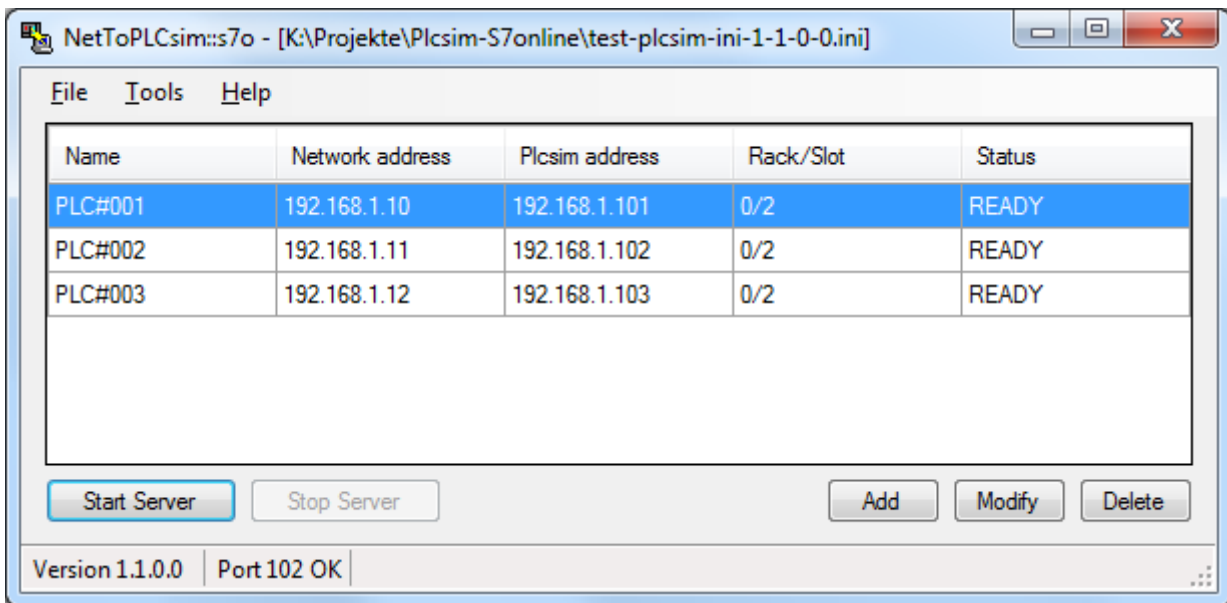 NetToPLCsim::s7o - [K:\Projekte\Plcsim-S7online\test-plcsim-ini-1-1-0-0.ini]
File Tools Help
Name Network address Plcsim address Rack/Slot Status
PLC#001 192.168.1.10 192.168.1.101 0/2 READY
PLC#002 192.168.1.11 192.168.1.102 0/2 READY
PLC#003 192.168.1.12 192.168.1.103 0/2 READY
Start Server Stop Server Add Modify Delete
Version 1.1.0.0 Port 102 OK